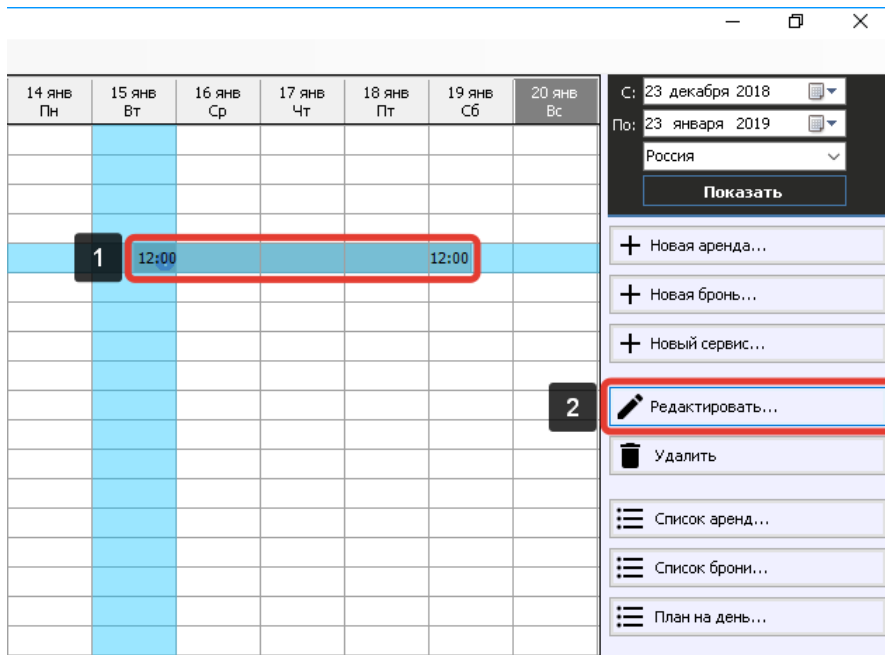 14 янв 15 янв 16 янв 17 янв 18 янв 19 янв 20 янв
Пн Вт Ср Чт Пт Сб Вс
С: 23 декабря 2018
По: 23 января 2019
Россия
Показать
1 12:00 12:00
Новая аренда...
Новая бронь...
Новый сервис...
2 Редактировать...
Удалить
Список аренд...
Список брони...
План на день...